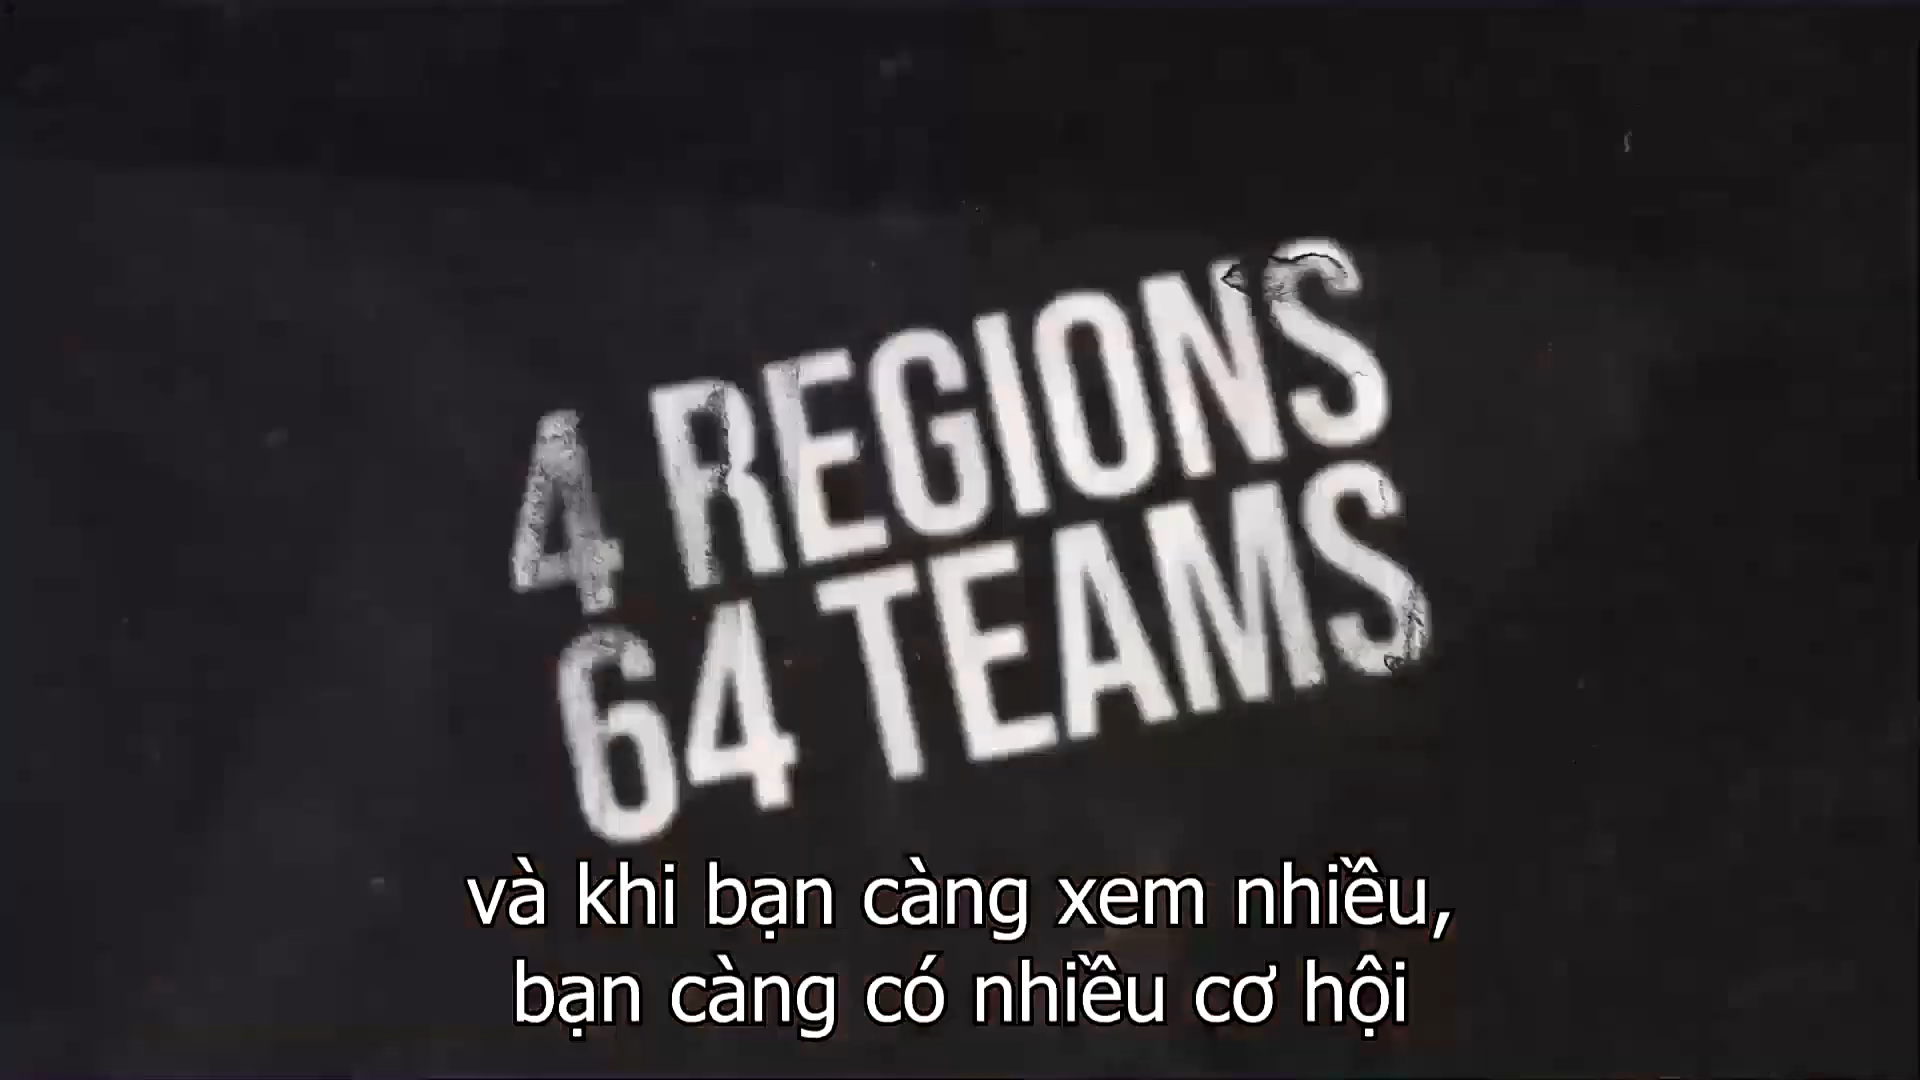 4 REGIONS
64 TEAMS
và khi bạn càng xem nhiều,
bạn càng có nhiều cơ hội